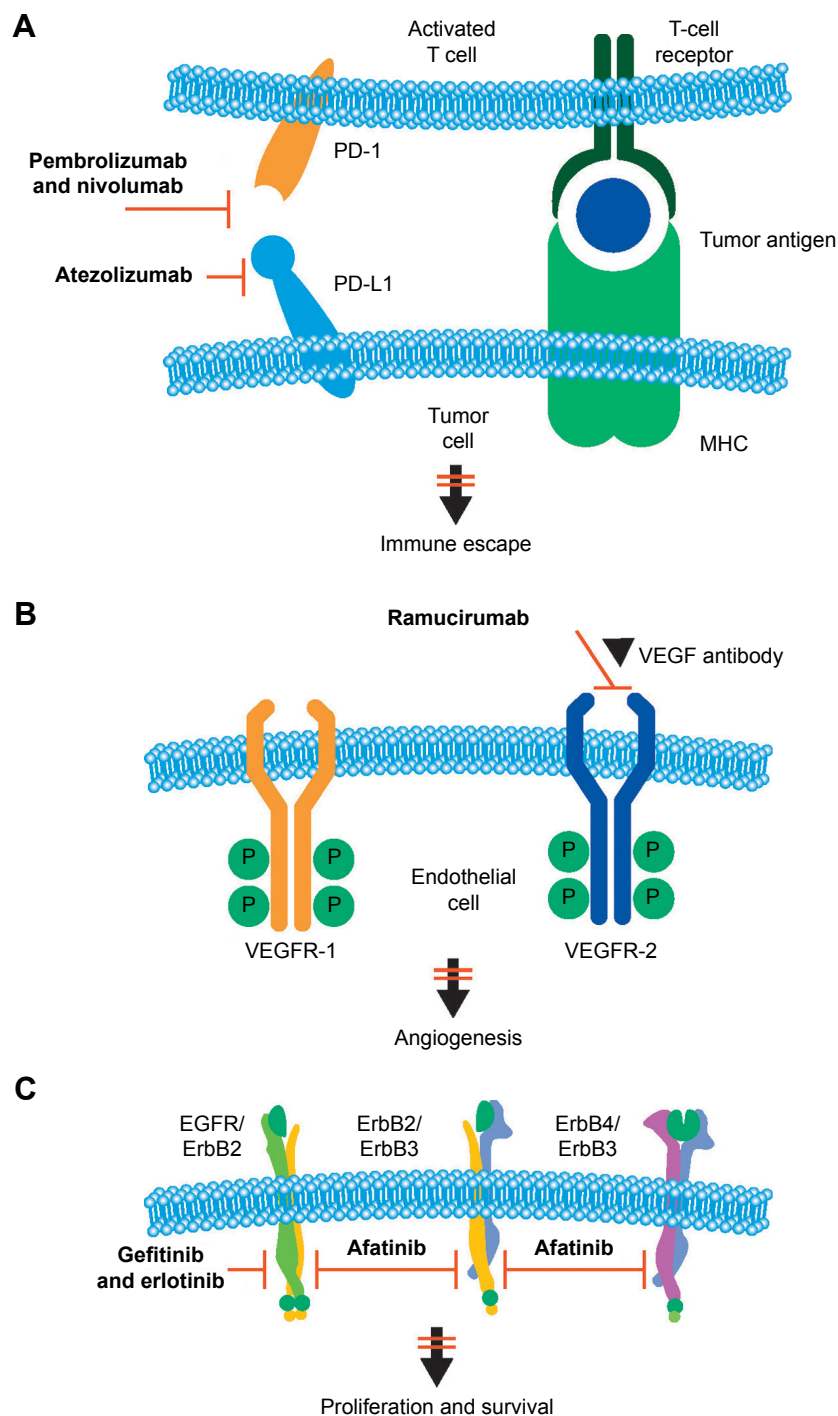 A
Activated
T cell
T-cell
receptor
PD-1
Pembrolizumab
and nivolumab
Tumor antigen
Atezolizumab
PD-L1
Tumor
cell
MHC
Immune escape
B
Ramucirumab
VEGF antibody
P P P P
P P P P
Endothelial
cell
VEGFR-1
VEGFR-2
Angiogenesis
C
EGFR/
ErbB2
ErbB2/
ErbB3
ErbB4/
ErbB3
Gefitinib
and erlotinib
Afatinib
Afatinib
Proliferation and survival